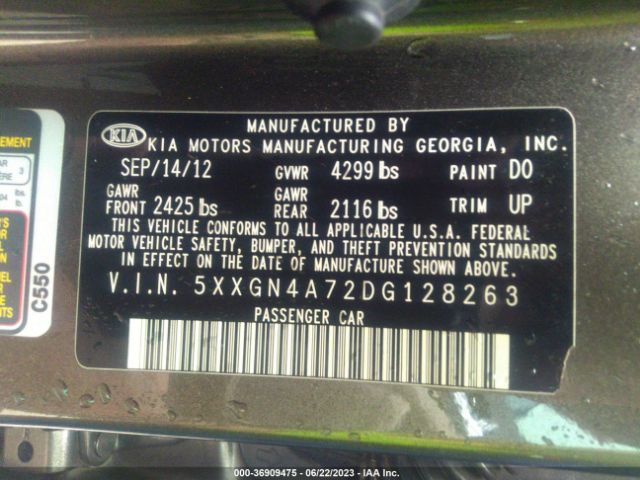 MANUFACTURED BY
KIA KIA MOTORS MANUFACTURING GEORGIA, INC.
SEP/14/12 GVWR 4299 lbs PAINT DO
GAWR FRONT 2425 lbs GAWR REAR 2116 lbs TRIM UP
THIS VEHICLE CONFORMS TO ALL APPLICABLE U.S.A. FEDERAL
MOTOR VEHICLE SAFETY, BUMPER, AND THEFT PREVENTION STANDARDS
IN EFFECT ON THE DATE OF MANUFACTURE SHOWN ABOVE.
V.I.N. 5XXGN4A72DG128263
PASSENGER CAR
C550
000-36909475 - 06/22/2023 - IAA Inc.